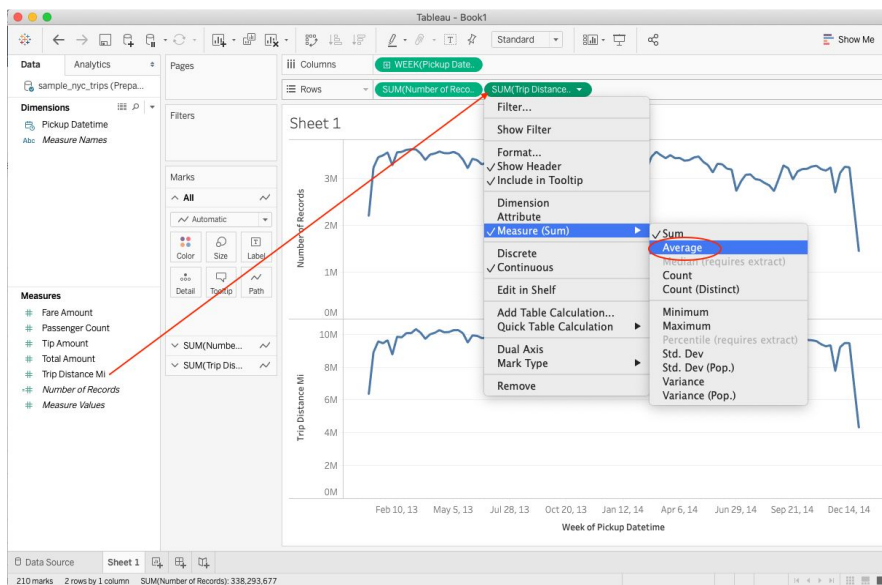 Tableau - Book1
Standard
Show Me
Data
Analytics
Pages
iii Columns
WEEK(Pickup Date..
sample_nyc_trips (Prepa...
Rows
SUM(Number of Reco..
SUM(Trip Distance..
Dimensions
Pickup Datetime
Abc Measure Names
Filters
Sheet 1
Filter...
Show Filter
Format...
✓Show Header
✓Include in Tooltip
Dimension
Attribute
✓Measure (Sum)
Discrete
✓Continuous
Edit in Shelf
Add Table Calculation...
Quick Table Calculation
Dual Axis
Mark Type
Remove
✓Sum
Average
Median (requires extract)
Count
Count (Distinct)
Minimum
Maximum
Percentile (requires extract)
Std. Dev
Std. Dev (Pop.)
Variance
Variance (Pop.)
Marks
All
Automatic
Color
Size
Label
Detail
Tooltip
Path
SUM(Numbe...
SUM(Trip Dis...
Measures
# Fare Amount
# Passenger Count
# Tip Amount
# Total Amount
# Trip Distance Mi
=# Number of Records
# Measure Values
Number of Records
3M
2M
1M
0M
Trip Distance Mi
10M
8M
6M
4M
2M
0M
Feb 10, 13 May 5, 13 Jul 28, 13 Oct 20, 13 Jan 12, 14 Apr 6, 14 Jun 29, 14 Sep 21, 14 Dec 14, 14
Week of Pickup Datetime
Data Source
Sheet 1
210 marks 2 rows by 1 column SUM(Number of Records): 338,293,677